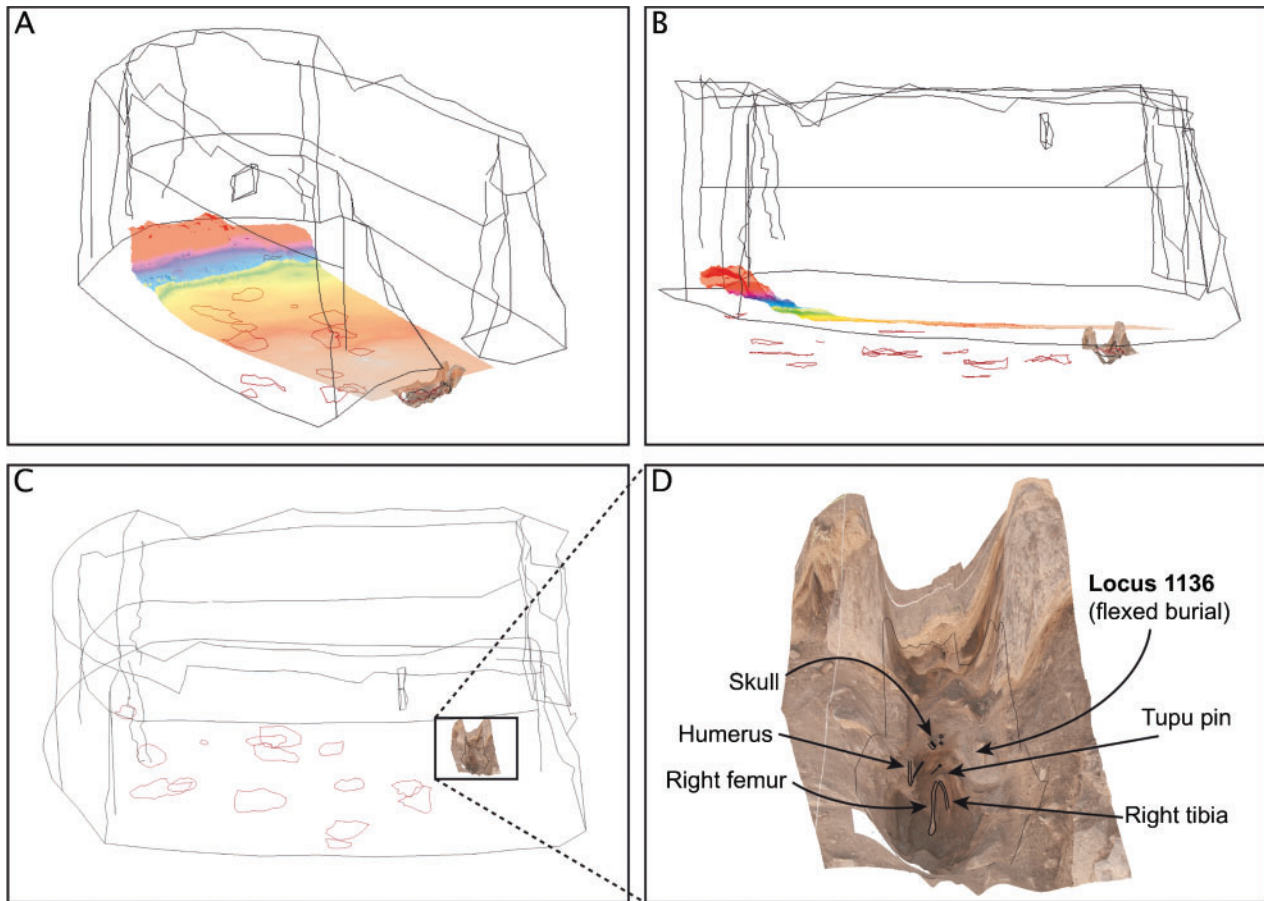 A
B
C
D
Locus 1136
(flexed burial)
Skull
Tupu pin
Humerus
Right femur
Right tibia